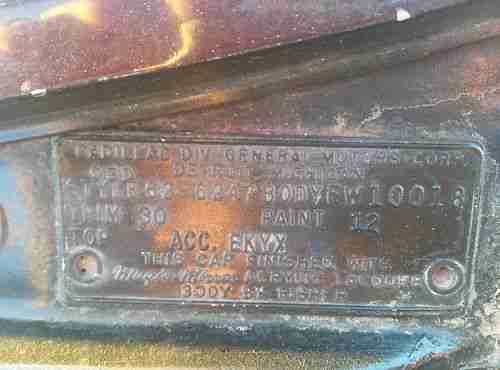 CADILLAC DIV. GENERAL MOTORS CORP.
06D DETROIT, MICHIGAN
STYLE 62-6247 BODY FW 10018
TRIM 30 PAINT 12
TOP ACC. EKYX
THIS CAR FINISHED WITH
Magic-Mirror ACRYLIC LACQUER
BODY BY FISHER